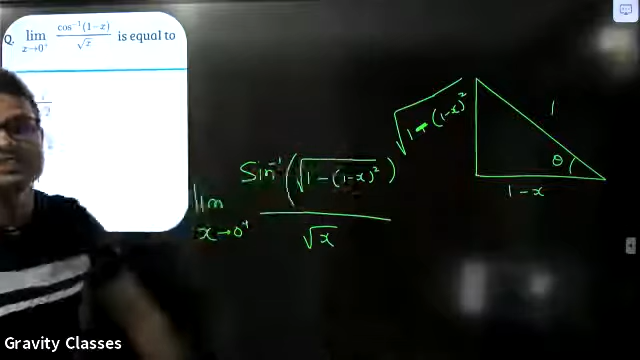 Q. lim x→0⁺ cos⁻¹(1−x) / √x is equal to
√1−(1−x)²
1
θ
1−x
lim x→0⁺ Sin⁻¹(√1−(1−x)²) / √x
Gravity Classes